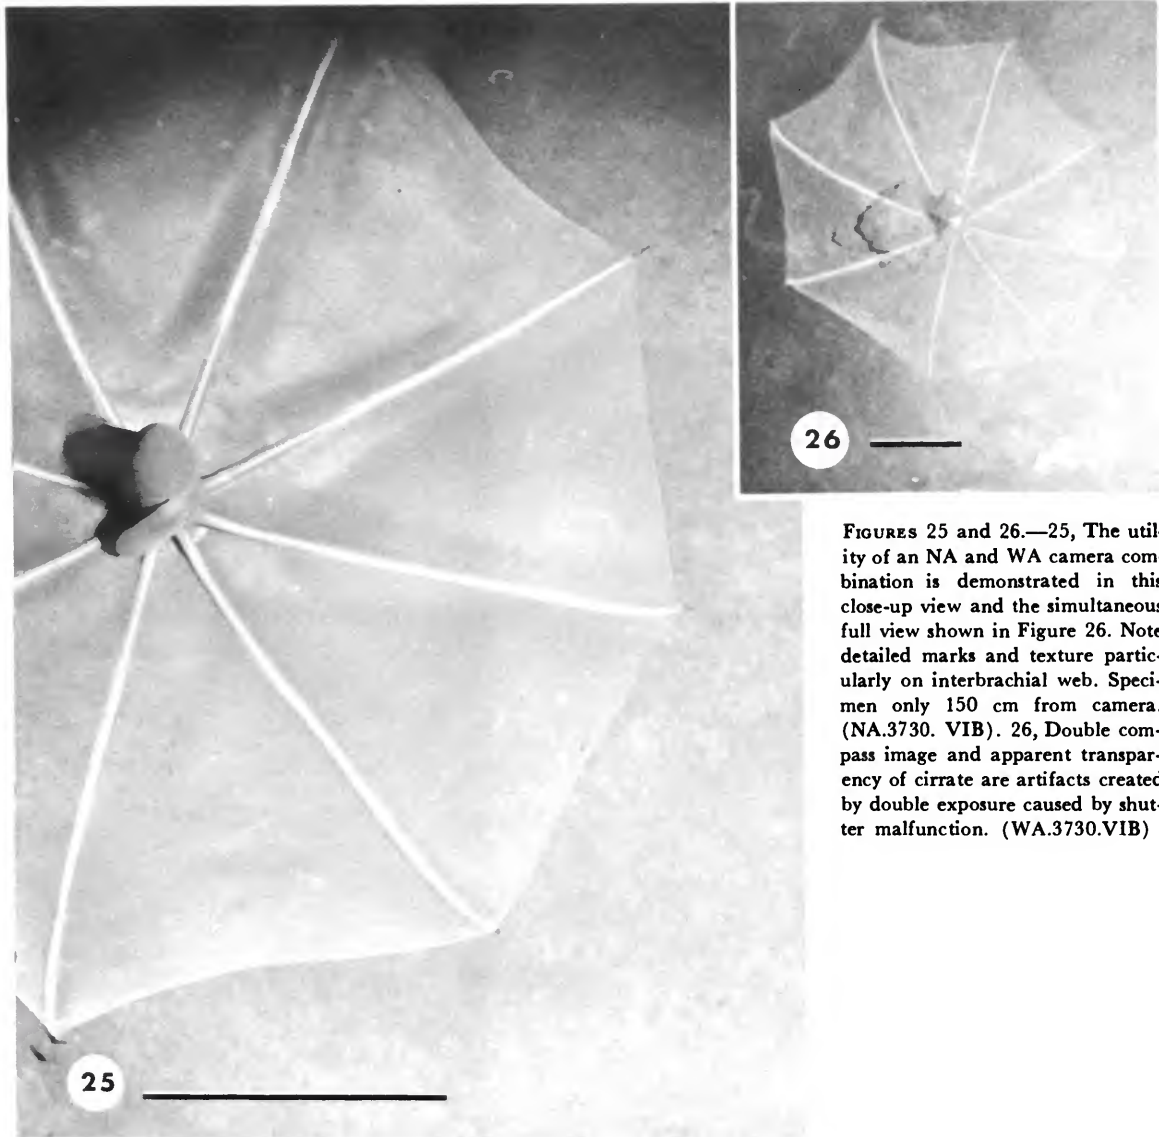 26
25
FIGURES 25 and 26.—25, The util-
ity of an NA and WA camera com-
bination is demonstrated in this
close-up view and the simultaneous
full view shown in Figure 26. Note
detailed marks and texture partic-
ularly on interbrachial web. Speci-
men only 150 cm from camera.
(NA.3730. VIB). 26, Double com-
pass image and apparent transpar-
ency of cirrate are artifacts created
by double exposure caused by shut-
ter malfunction. (WA.3730.VIB)